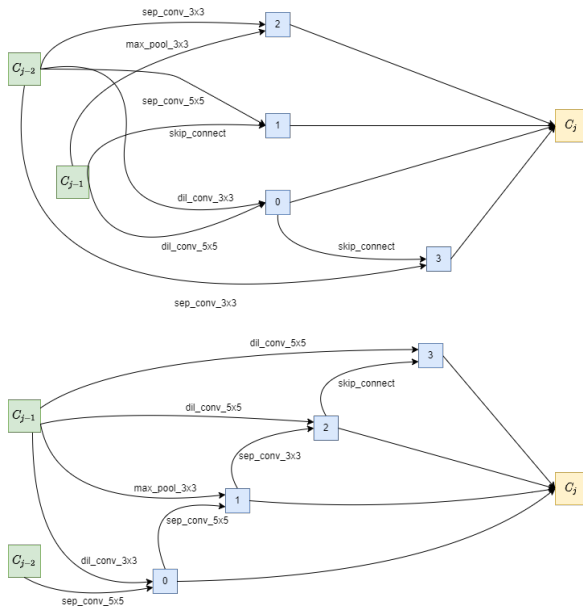 sep_conv_3x3
2
max_pool_3x3
C_{j-2}
sep_conv_5x5
1
C_j
skip_connect
C_{j-1}
dil_conv_3x3
0
dil_conv_5x5
skip_connect
3
sep_conv_3x3
dil_conv_5x5
3
skip_connect
dil_conv_5x5
C_{j-1}
2
sep_conv_3x3
max_pool_3x3
1
C_j
sep_conv_5x5
dil_conv_3x3
C_{j-2}
0
sep_conv_5x5